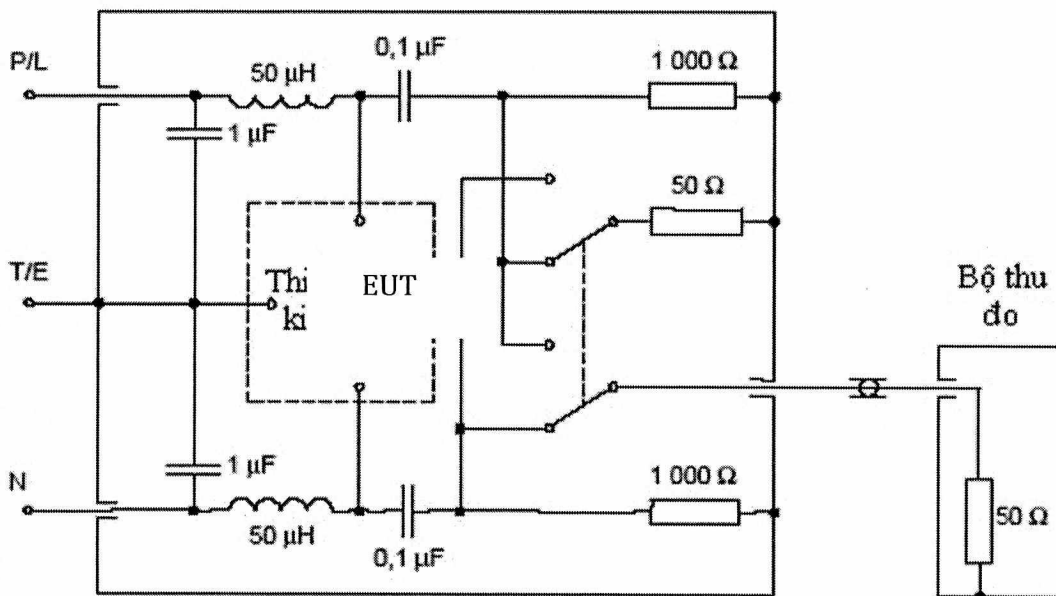 P/L
50 µH
0,1 µF
1 000 Ω
1 µF
50 Ω
T/E
Thi
ki
EUT
Bộ thu
đo
N
1 µF
50 µH
0,1 µF
1 000 Ω
50 Ω